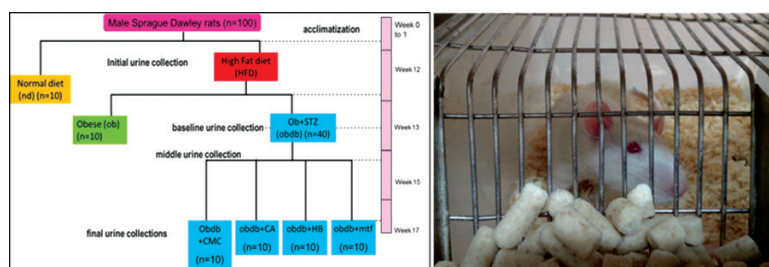 Male Sprague Dawley rats (n=100)
acclimatization
Week 0
to 1
Initial urine collection
High Fat diet
(HFD)
Week 12
Normal diet
(nd) (n=10)
Obese (ob)
(n=10)
baseline urine collection
Ob+STZ
(obdb) (n=40)
Week 13
middle urine collection
Week 15
final urine collections
Obdb
+CMC
(n=10)
obdb+CA
(n=10)
obdb+HB
(n=10)
obdb+mtf
(n=10)
Week 17